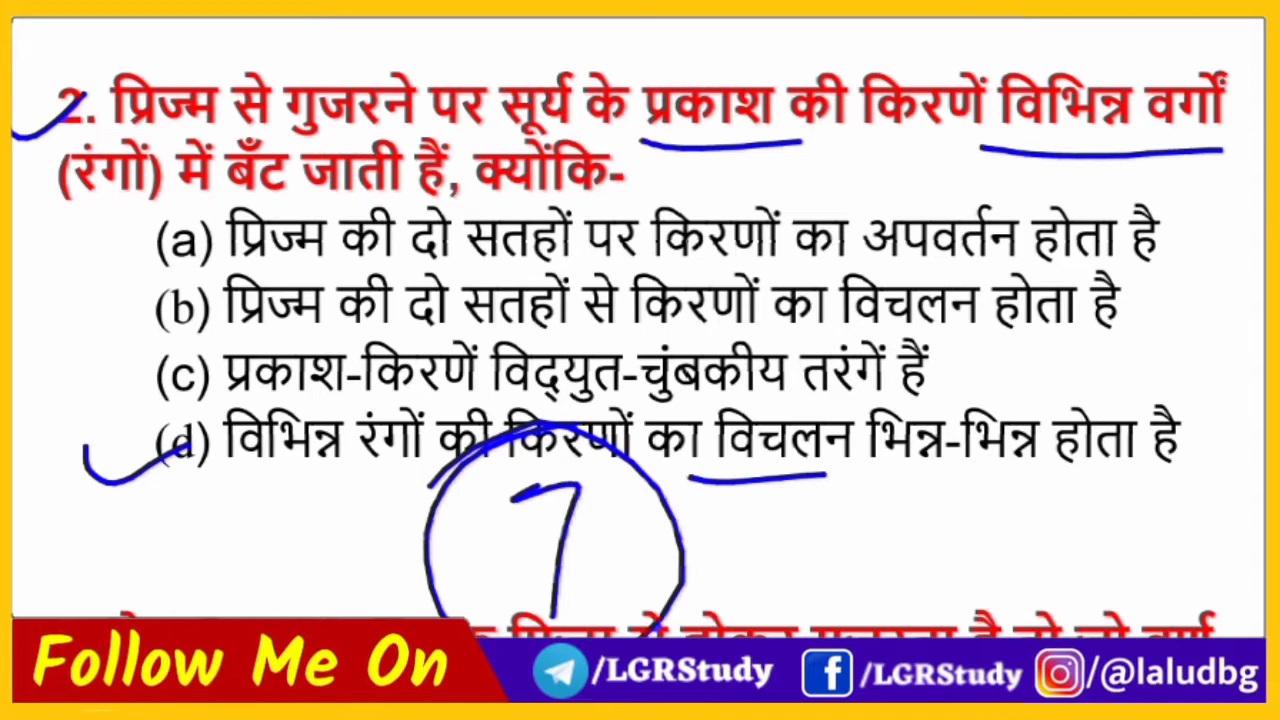 2. प्रिज्म से गुजरने पर सूर्य के प्रकाश की किरणें विभिन्न वर्गों
(रंगों) में बँट जाती हैं, क्योंकि-
(a) प्रिज्म की दो सतहों पर किरणों का अपवर्तन होता है
(b) प्रिज्म की दो सतहों से किरणों का विचलन होता है
(c) प्रकाश-किरणें विद्युत-चुंबकीय तरंगें हैं
(d) विभिन्न रंगों की किरणों का विचलन भिन्न-भिन्न होता है
7
Follow Me On /LGRStudy /LGRStudy /@laludbg